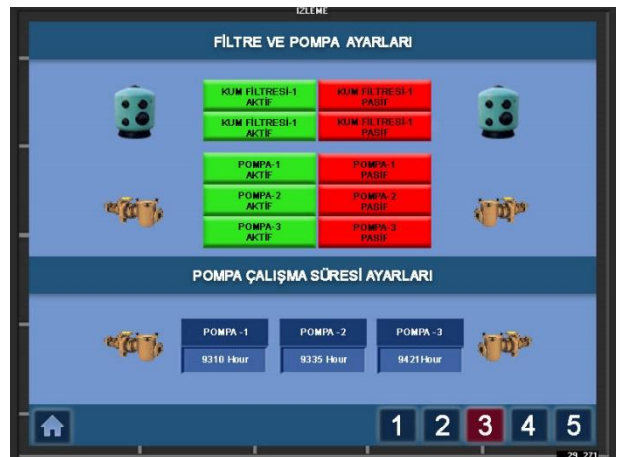 İZLEME
FİLTRE VE POMPA AYARLARI
KUM FİLTRESİ-1 AKTİF
KUM FİLTRESİ-1 PASİF
KUM FİLTRESİ-1 AKTİF
KUM FİLTRESİ-1 PASİF
POMPA-1 AKTİF
POMPA-1 PASİF
POMPA-2 AKTİF
POMPA-2 PASİF
POMPA-3 AKTİF
POMPA-3 PASİF
POMPA ÇALIŞMA SÜRESİ AYARLARI
POMPA -1
POMPA -2
POMPA -3
9310 Hour
9335 Hour
9421 Hour
1 2 3 4 5
29, 271